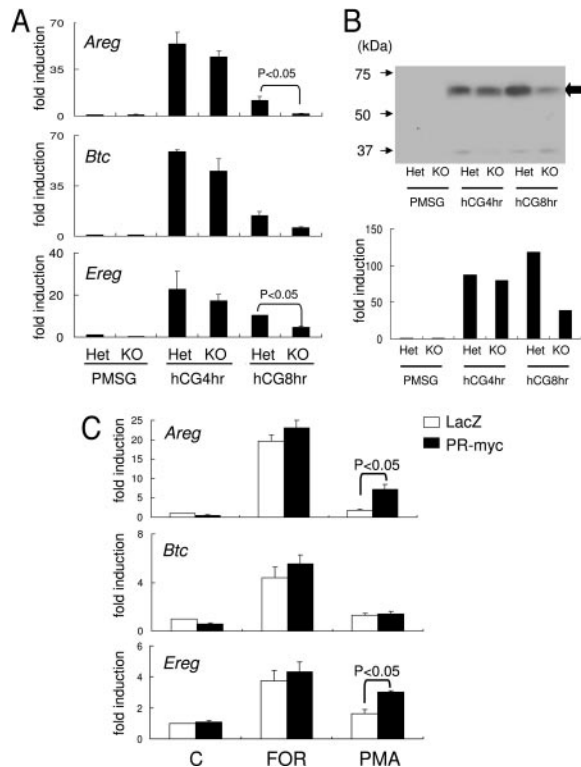 A
Areg
fold induction
70
35
0
P<0.05
Btc
fold induction
70
35
0
Ereg
fold induction
40
20
0
P<0.05
Het KO Het KO Het KO
PMSG hCG4hr hCG8hr
B
(kDa)
75
50
37
Het KO Het KO Het KO
PMSG hCG4hr hCG8hr
fold induction
150
100
50
0
Het KO Het KO Het KO
PMSG hCG4hr hCG8hr
C
LacZ
PR-myc
Areg
fold induction
25
20
15
10
5
0
P<0.05
Btc
fold induction
8
4
0
Ereg
fold induction
6
4
2
0
P<0.05
C FOR PMA